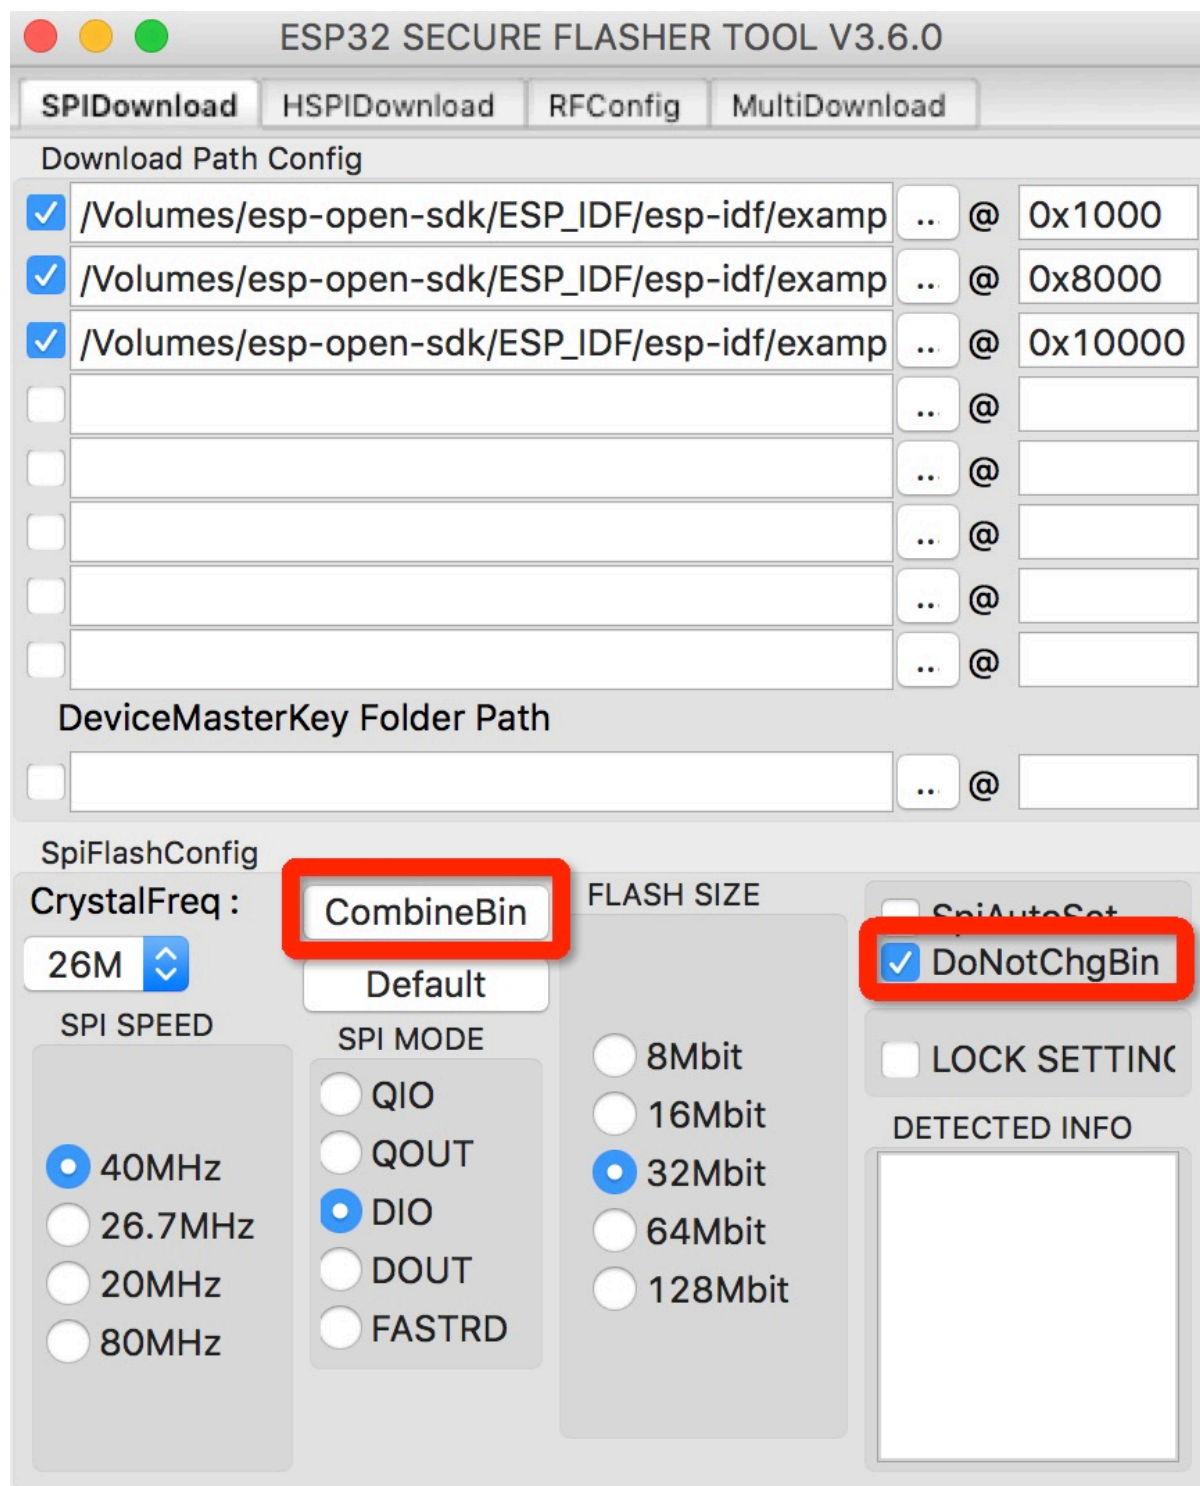 ESP32 SECURE FLASHER TOOL V3.6.0
SPIDownload HSPIDownload RFConfig MultiDownload
Download Path Config
/Volumes/esp-open-sdk/ESP_IDF/esp-idf/examp ... @ 0x1000
/Volumes/esp-open-sdk/ESP_IDF/esp-idf/examp ... @ 0x8000
/Volumes/esp-open-sdk/ESP_IDF/esp-idf/examp ... @ 0x10000
... @
... @
... @
... @
... @
DeviceMasterKey Folder Path
... @
SpiFlashConfig
CrystalFreq :
26M
CombineBin
Default
SPI SPEED
40MHz
26.7MHz
20MHz
80MHz
SPI MODE
QIO
QOUT
DIO
DOUT
FASTRD
FLASH SIZE
8Mbit
16Mbit
32Mbit
64Mbit
128Mbit
SpiAutoSet
DoNotChgBin
LOCK SETTING
DETECTED INFO